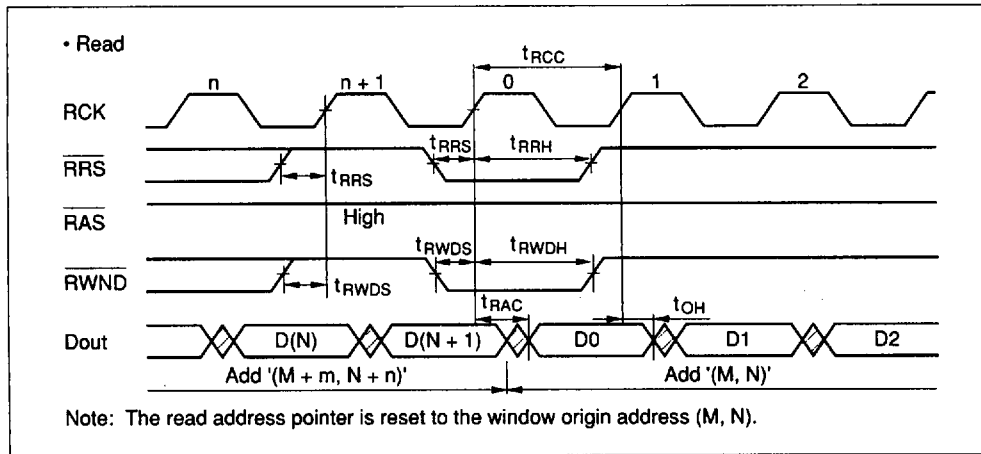 • Read
tRCC
n n + 1 0 1 2
RCK
tRRS tRRH
RRS
tRRS
RAS High
tRWDS tRWDH
RWND
tRWDS
tRAC tOH
Dout D(N) D(N + 1) D0 D1 D2
Add '(M + m, N + n)' Add '(M, N)'
Note: The read address pointer is reset to the window origin address (M, N).